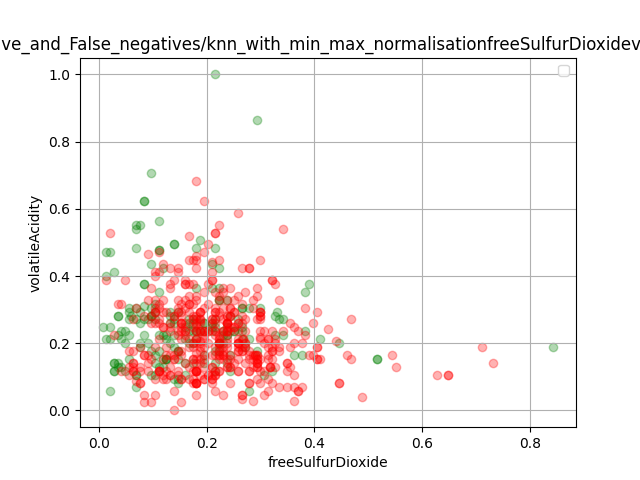 ve_and_False_negatives/knn_with_min_max_normalisationfreeSulfurDioxidev
1.0
0.8
0.6
0.4
0.2
0.0
volatileAcidity
0.0 0.2 0.4 0.6 0.8
freeSulfurDioxide